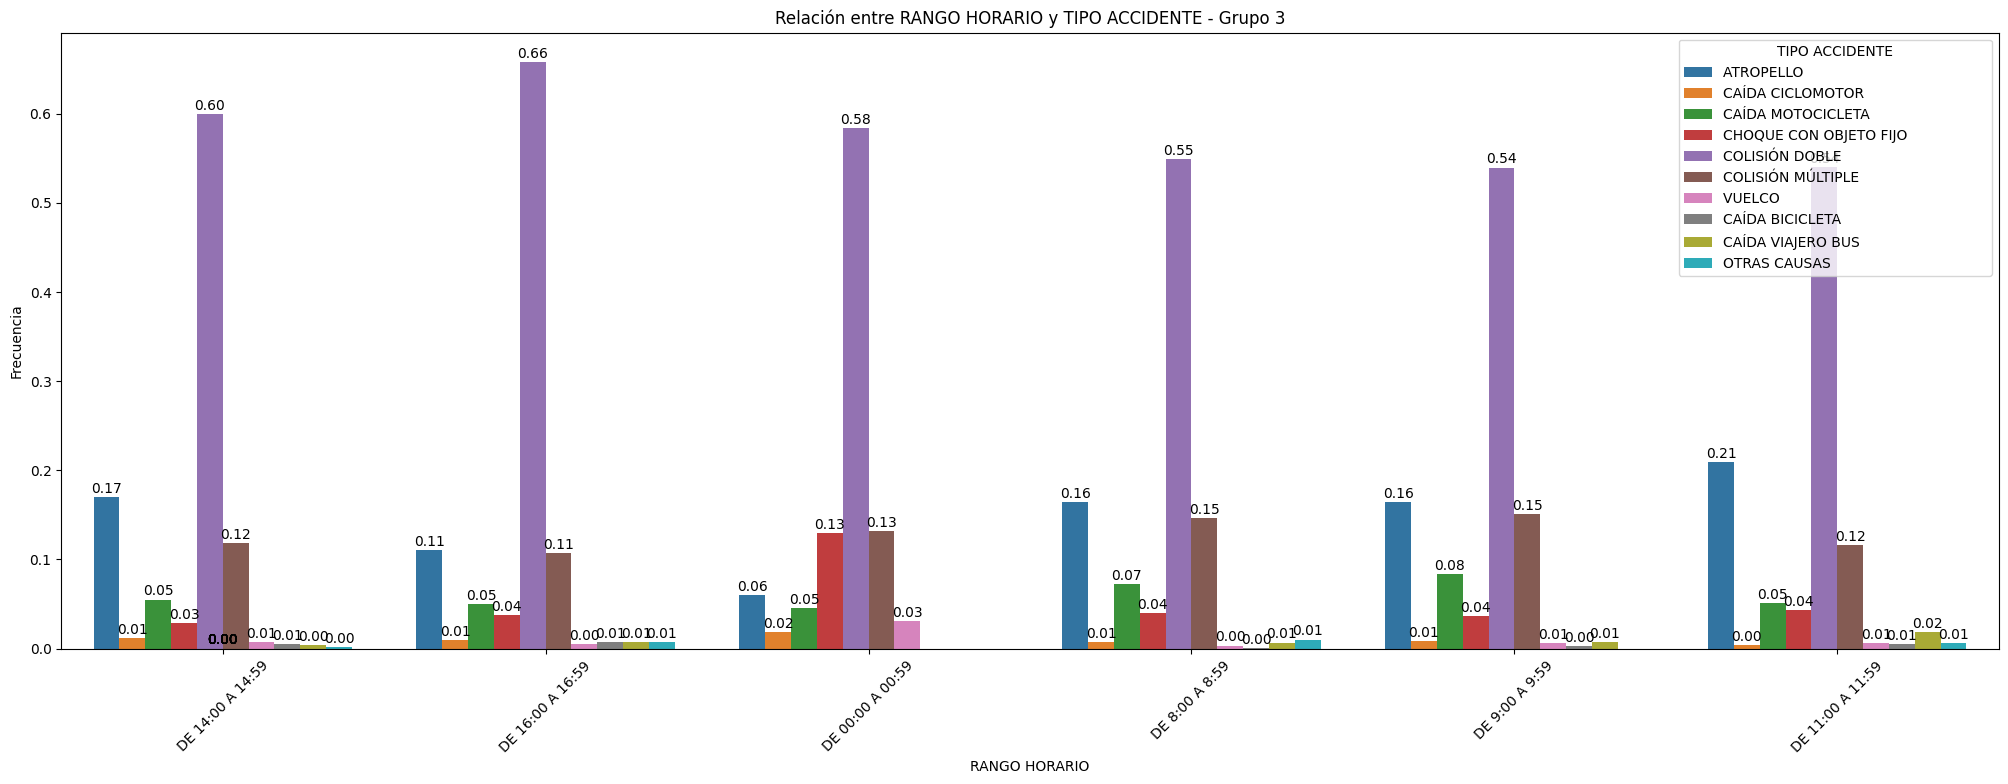 Relación entre RANGO HORARIO y TIPO ACCIDENTE - Grupo 3
TIPO ACCIDENTE
ATROPELLO
CAÍDA CICLOMOTOR
CAÍDA MOTOCICLETA
CHOQUE CON OBJETO FIJO
COLISIÓN DOBLE
COLISIÓN MÚLTIPLE
VUELCO
CAÍDA BICICLETA
CAÍDA VIAJERO BUS
OTRAS CAUSAS
Frecuencia
0.6
0.5
0.4
0.3
0.2
0.1
0.0
0.17 0.01 0.05 0.03 0.60 0.00 0.12 0.01 0.01 0.00 0.00
0.11 0.01 0.05 0.04 0.66 0.11 0.00 0.01 0.01 0.01
0.06 0.02 0.05 0.13 0.58 0.13 0.03
0.16 0.01 0.07 0.04 0.55 0.15 0.00 0.00 0.01 0.01
0.16 0.01 0.08 0.04 0.54 0.15 0.01 0.00 0.01
0.21 0.00 0.05 0.04 0.12 0.01 0.01 0.02 0.01
DE 14:00 A 14:59
DE 16:00 A 16:59
DE 00:00 A 00:59
DE 8:00 A 8:59
DE 9:00 A 9:59
DE 11:00 A 11:59
RANGO HORARIO